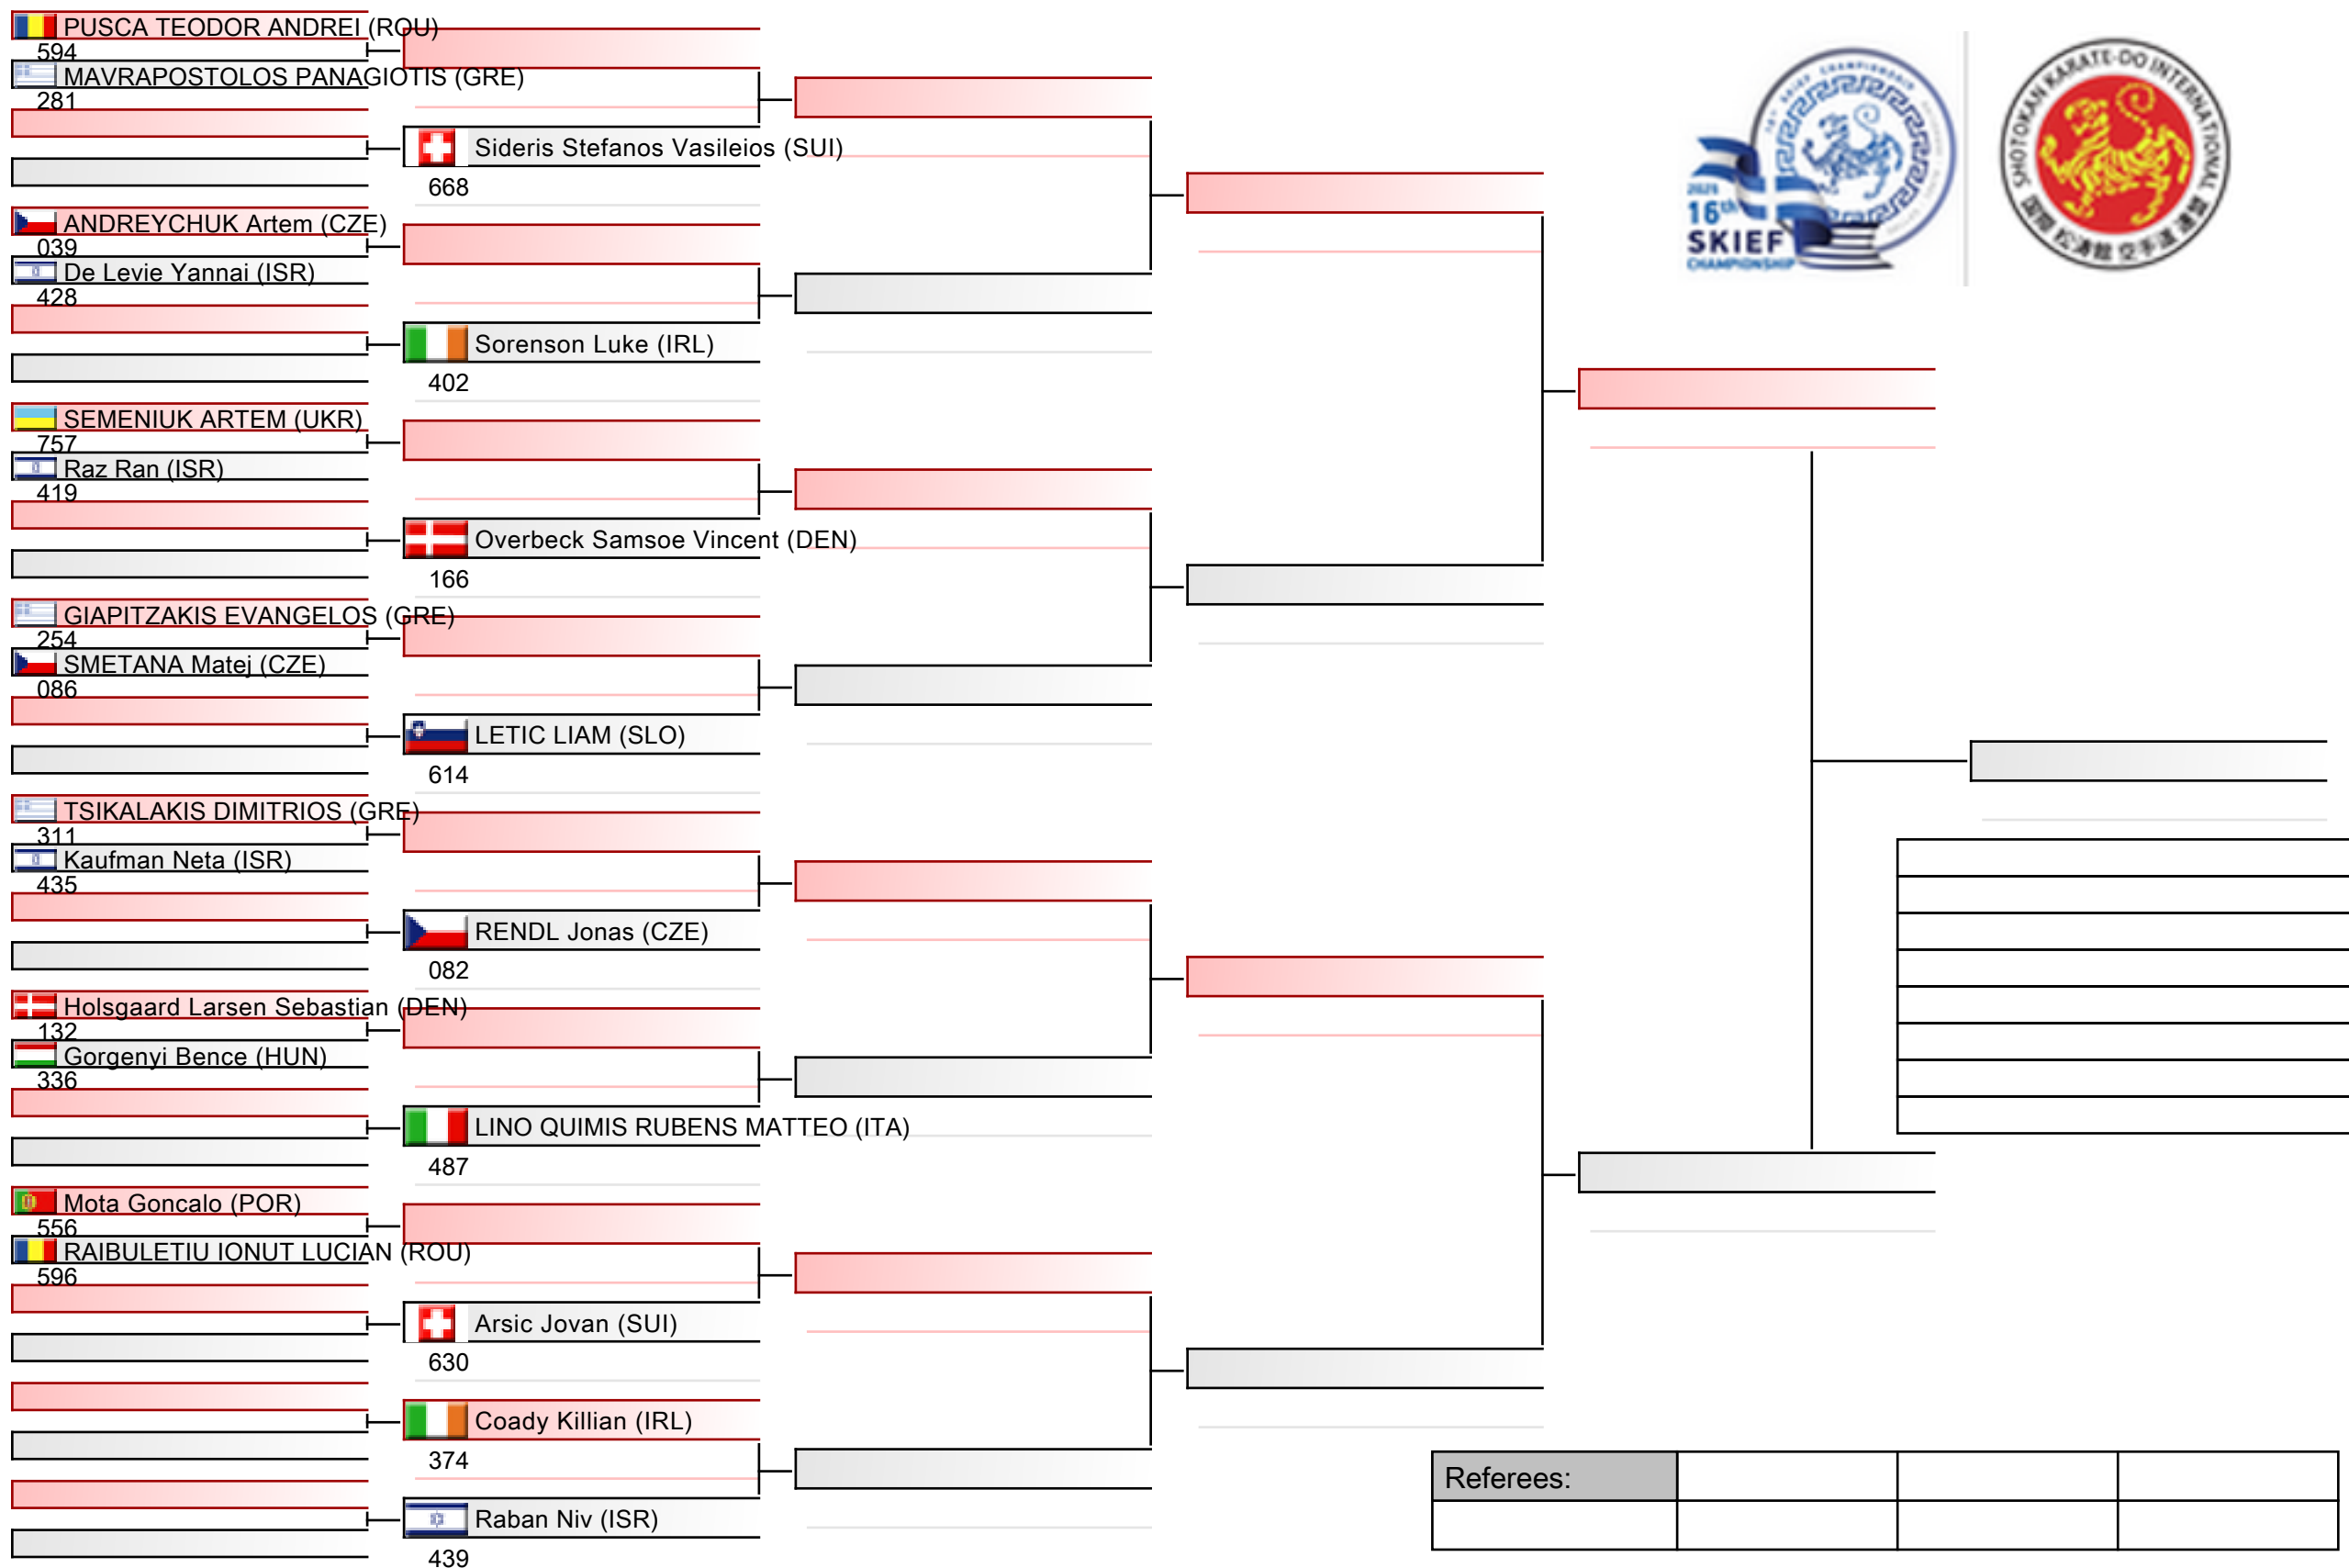 PUSCA TEODOR ANDREI (ROU)
594
MAVRAPOSTOLOS PANAGIOTIS (GRE)
281
Sideris Stefanos Vasileios (SUI)
668
ANDREYCHUK Artem (CZE)
039
De Levie Yannai (ISR)
428
Sorenson Luke (IRL)
402
SEMENIUK ARTEM (UKR)
757
Raz Ran (ISR)
419
Overbeck Samsoe Vincent (DEN)
166
GIAPITZAKIS EVANGELOS (GRE)
254
SMETANA Matej (CZE)
086
LETIC LIAM (SLO)
614
TSIKALAKIS DIMITRIOS (GRE)
311
Kaufman Neta (ISR)
435
RENDL Jonas (CZE)
082
Holsgaard Larsen Sebastian (DEN)
132
Gorgenyi Bence (HUN)
336
LINO QUIMIS RUBENS MATTEO (ITA)
487
Mota Goncalo (POR)
556
RAIBULETIU IONUT LUCIAN (ROU)
596
Arsic Jovan (SUI)
630
Coady Killian (IRL)
374
Raban Niv (ISR)
439
16th
SKIEF
CHAMPIONSHIP
SHOTOKAN KARATE-DO INTERNATIONAL
Referees: